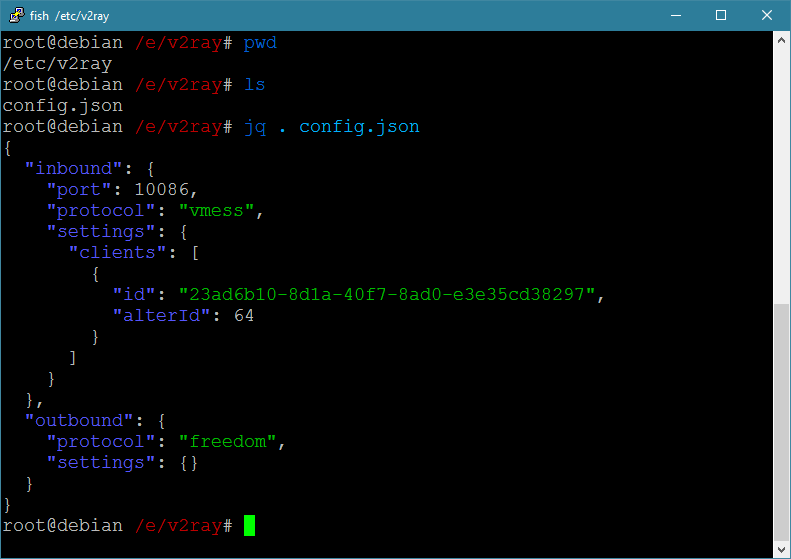 fish /etc/v2ray
root@debian /e/v2ray# pwd
/etc/v2ray
root@debian /e/v2ray# ls
config.json
root@debian /e/v2ray# jq . config.json
{
  "inbound": {
    "port": 10086,
    "protocol": "vmess",
    "settings": {
      "clients": [
        {
          "id": "23ad6b10-8d1a-40f7-8ad0-e3e35cd38297",
          "alterId": 64
        }
      ]
    }
  },
  "outbound": {
    "protocol": "freedom",
    "settings": {}
  }
}
root@debian /e/v2ray#